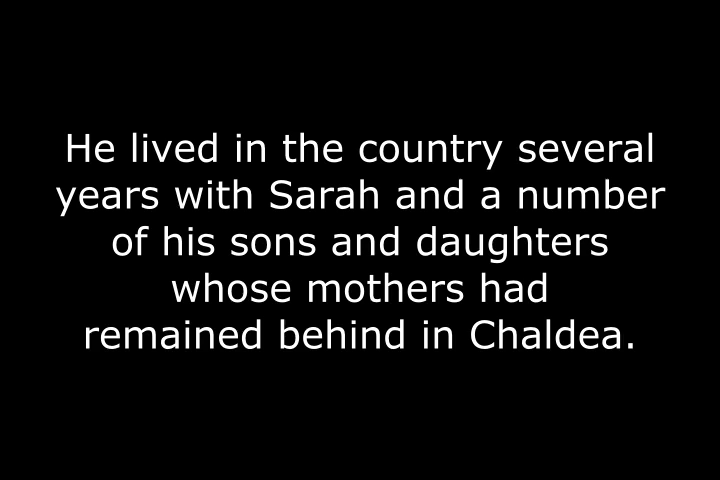 He lived in the country several
years with Sarah and a number
of his sons and daughters
whose mothers had
remained behind in Chaldea.